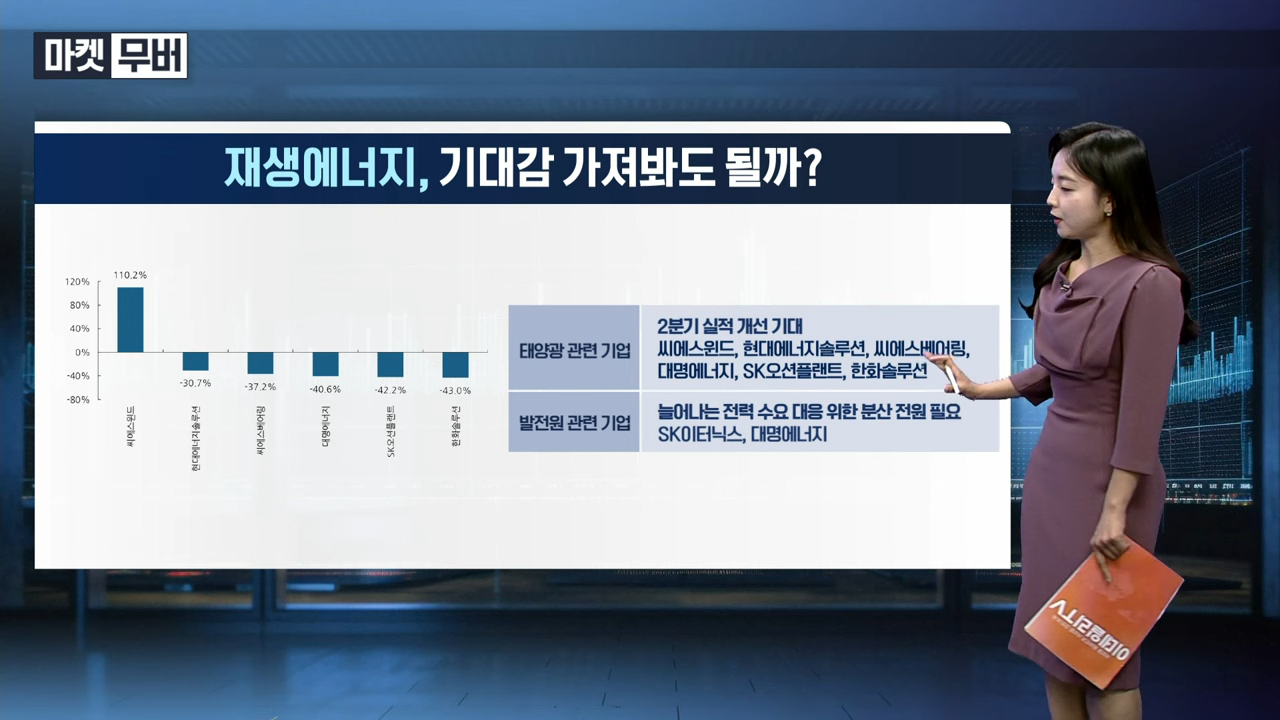 마켓무버
재생에너지, 기대감 가져봐도 될까?
120%
80%
40%
0%
-40%
-80%
110.2%
-30.7%
-37.2%
-40.6%
-42.2%
-43.0%
씨에스윈드
현대에너지솔루션
씨에스베어링
대명에너지
SK오션플랜트
한화솔루션
태양광 관련 기업
2분기 실적 개선 기대
씨에스윈드, 현대에너지솔루션, 씨에스베어링,
대명에너지, SK오션플랜트, 한화솔루션
발전원 관련 기업
늘어나는 전력 수요 대응 위한 분산 전원 필요
SK이터닉스, 대명에너지
이데일리TV